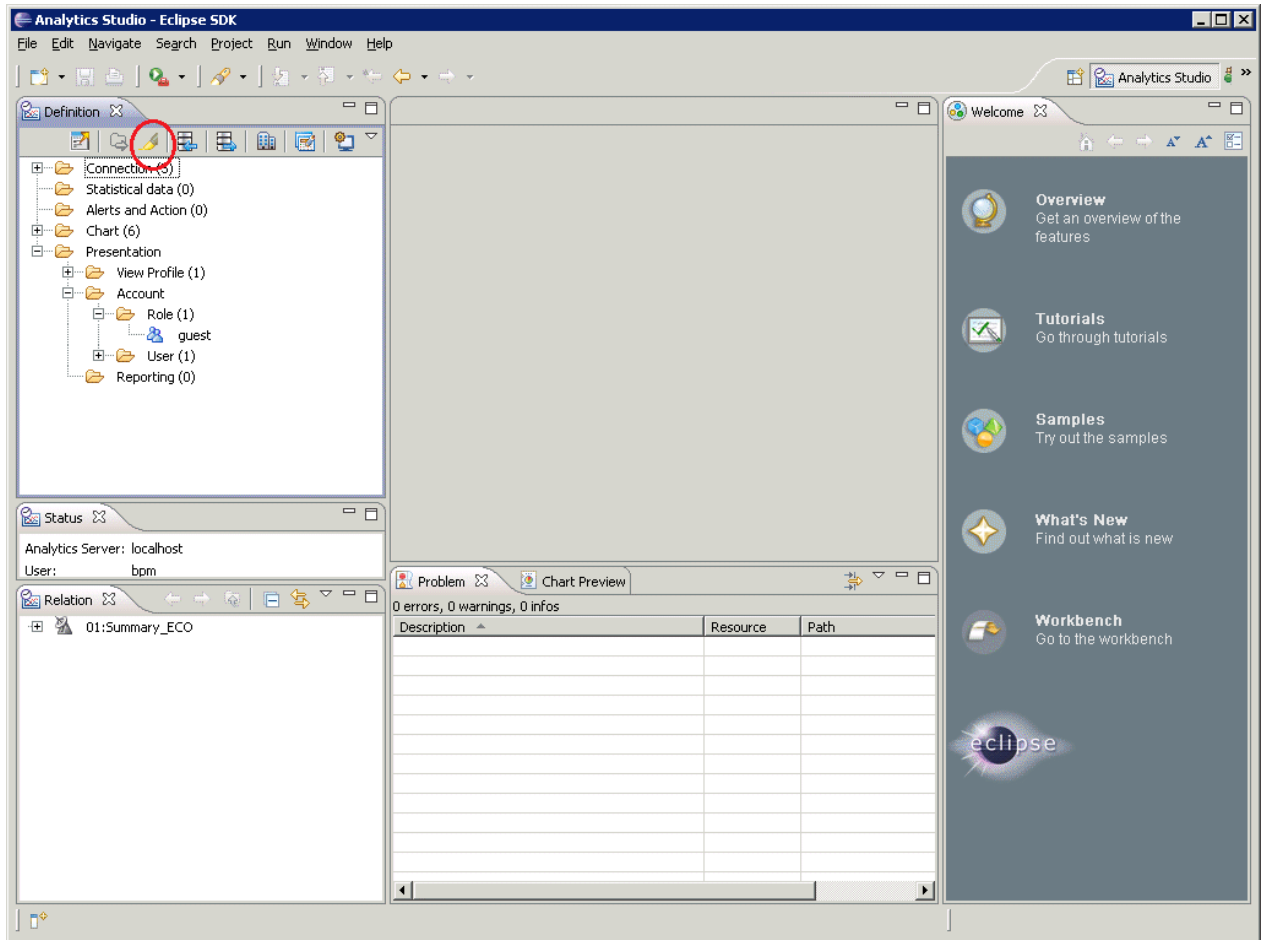 Analytics Studio - Eclipse SDK
File Edit Navigate Search Project Run Window Help
Analytics Studio
Definition
Connection (5)
Statistical data (0)
Alerts and Action (0)
Chart (6)
Presentation
View Profile (1)
Account
Role (1)
guest
User (1)
Reporting (0)
Status
Analytics Server: localhost
User: bpm
Relation
01:Summary_ECO
Problem Chart Preview
0 errors, 0 warnings, 0 infos
Description Resource Path
Welcome
Overview
Get an overview of the
features
Tutorials
Go through tutorials
Samples
Try out the samples
What's New
Find out what is new
Workbench
Go to the workbench
eclipse